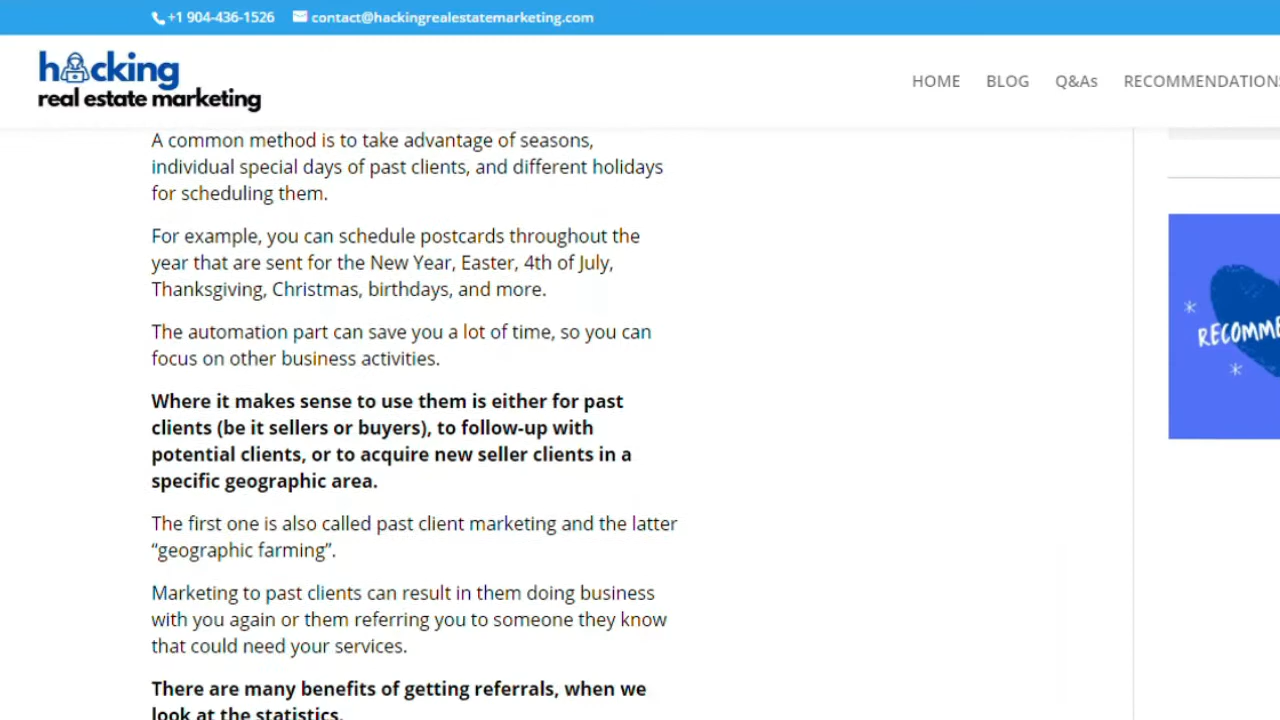 +1 904-436-1526 contact@hackingrealestatemarketing.com
hacking
real estate marketing
HOME BLOG Q&As RECOMMENDATIONS
A common method is to take advantage of seasons,
individual special days of past clients, and different holidays
for scheduling them.
For example, you can schedule postcards throughout the
year that are sent for the New Year, Easter, 4th of July,
Thanksgiving, Christmas, birthdays, and more.
The automation part can save you a lot of time, so you can
focus on other business activities.
Where it makes sense to use them is either for past
clients (be it sellers or buyers), to follow-up with
potential clients, or to acquire new seller clients in a
specific geographic area.
The first one is also called past client marketing and the latter
“geographic farming”.
Marketing to past clients can result in them doing business
with you again or them referring you to someone they know
that could need your services.
There are many benefits of getting referrals, when we
look at the statistics.